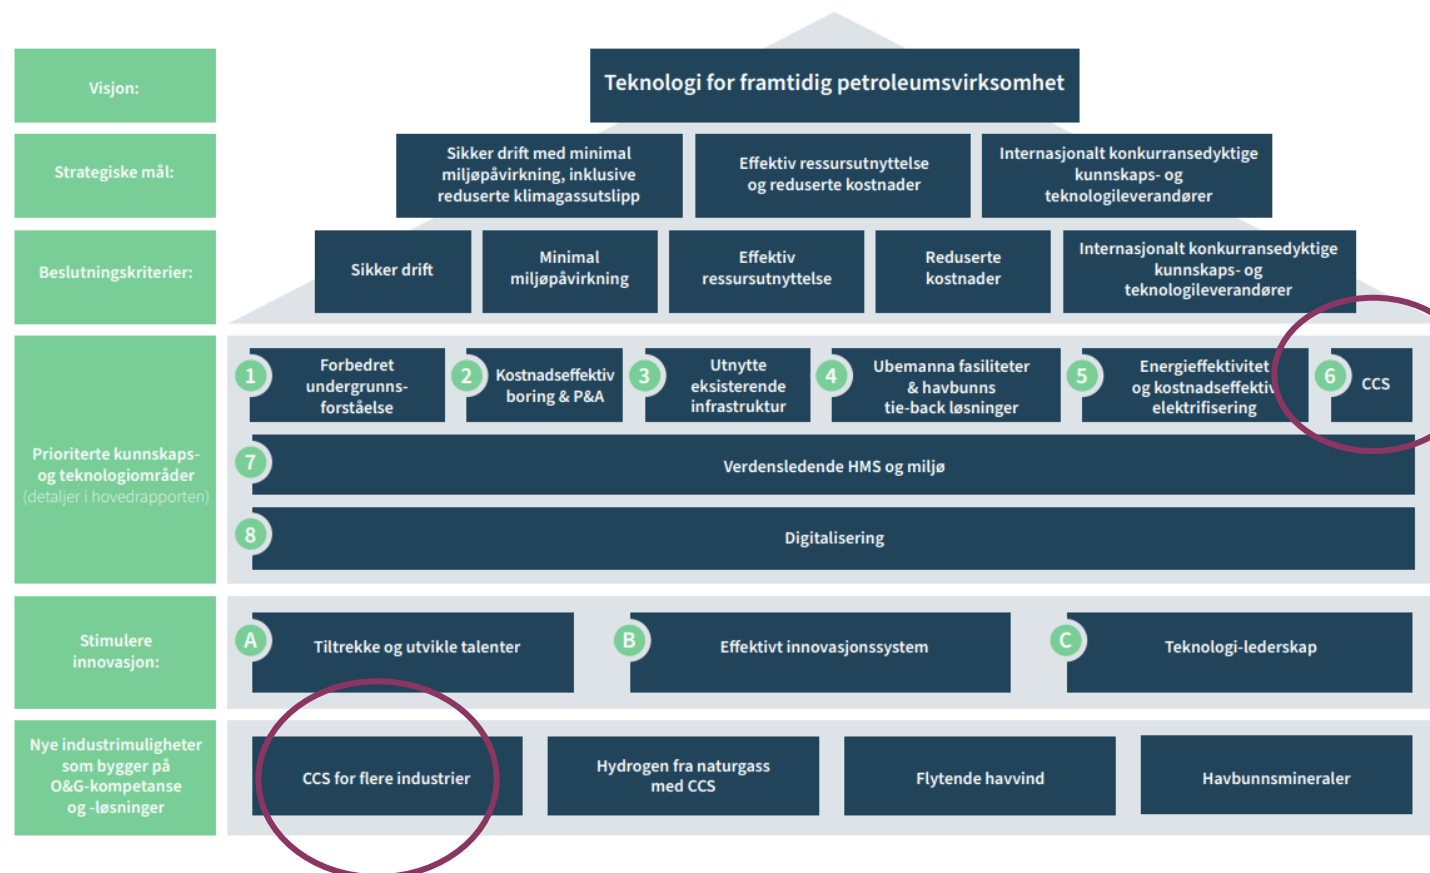 Visjon:
Teknologi for framtidig petroleumsvirksomhet
Strategiske mål:
Sikker drift med minimal
miljøpåvirkning, inklusive
reduserte klimagassutslipp
Effektiv ressursutnyttelse
og reduserte kostnader
Internasjonalt konkurransedyktige
kunnskaps- og
teknologileverandører
Beslutningskriterier:
Sikker drift
Minimal
miljøpåvirkning
Effektiv
ressursutnyttelse
Reduserte
kostnader
Internasjonalt konkurransedyktige
kunnskaps- og
teknologileverandører
Prioriterte kunnskaps-
og teknologiområder
(detaljer i hovedrapporten)
1
Forbedret
undergrunns-
forståelse
2
Kostnadseffektiv
boring & P&A
3
Utnytte
eksisterende
infrastruktur
4
Ubemanna fasiliteter
& havbunns
tie-back løsninger
5
Energieffektivitet
og kostnadseffektiv
elektrifisering
6
CCS
7
Verdensledende HMS og miljø
8
Digitalisering
Stimulere
innovasjon:
A
Tiltrekke og utvikle talenter
B
Effektivt innovasjonssystem
C
Teknologi-lederskap
Nye industrimuligheter
som bygger på
O&G-kompetanse
og -løsninger
CCS for flere industrier
Hydrogen fra naturgass
med CCS
Flytende havvind
Havbunnsmineraler